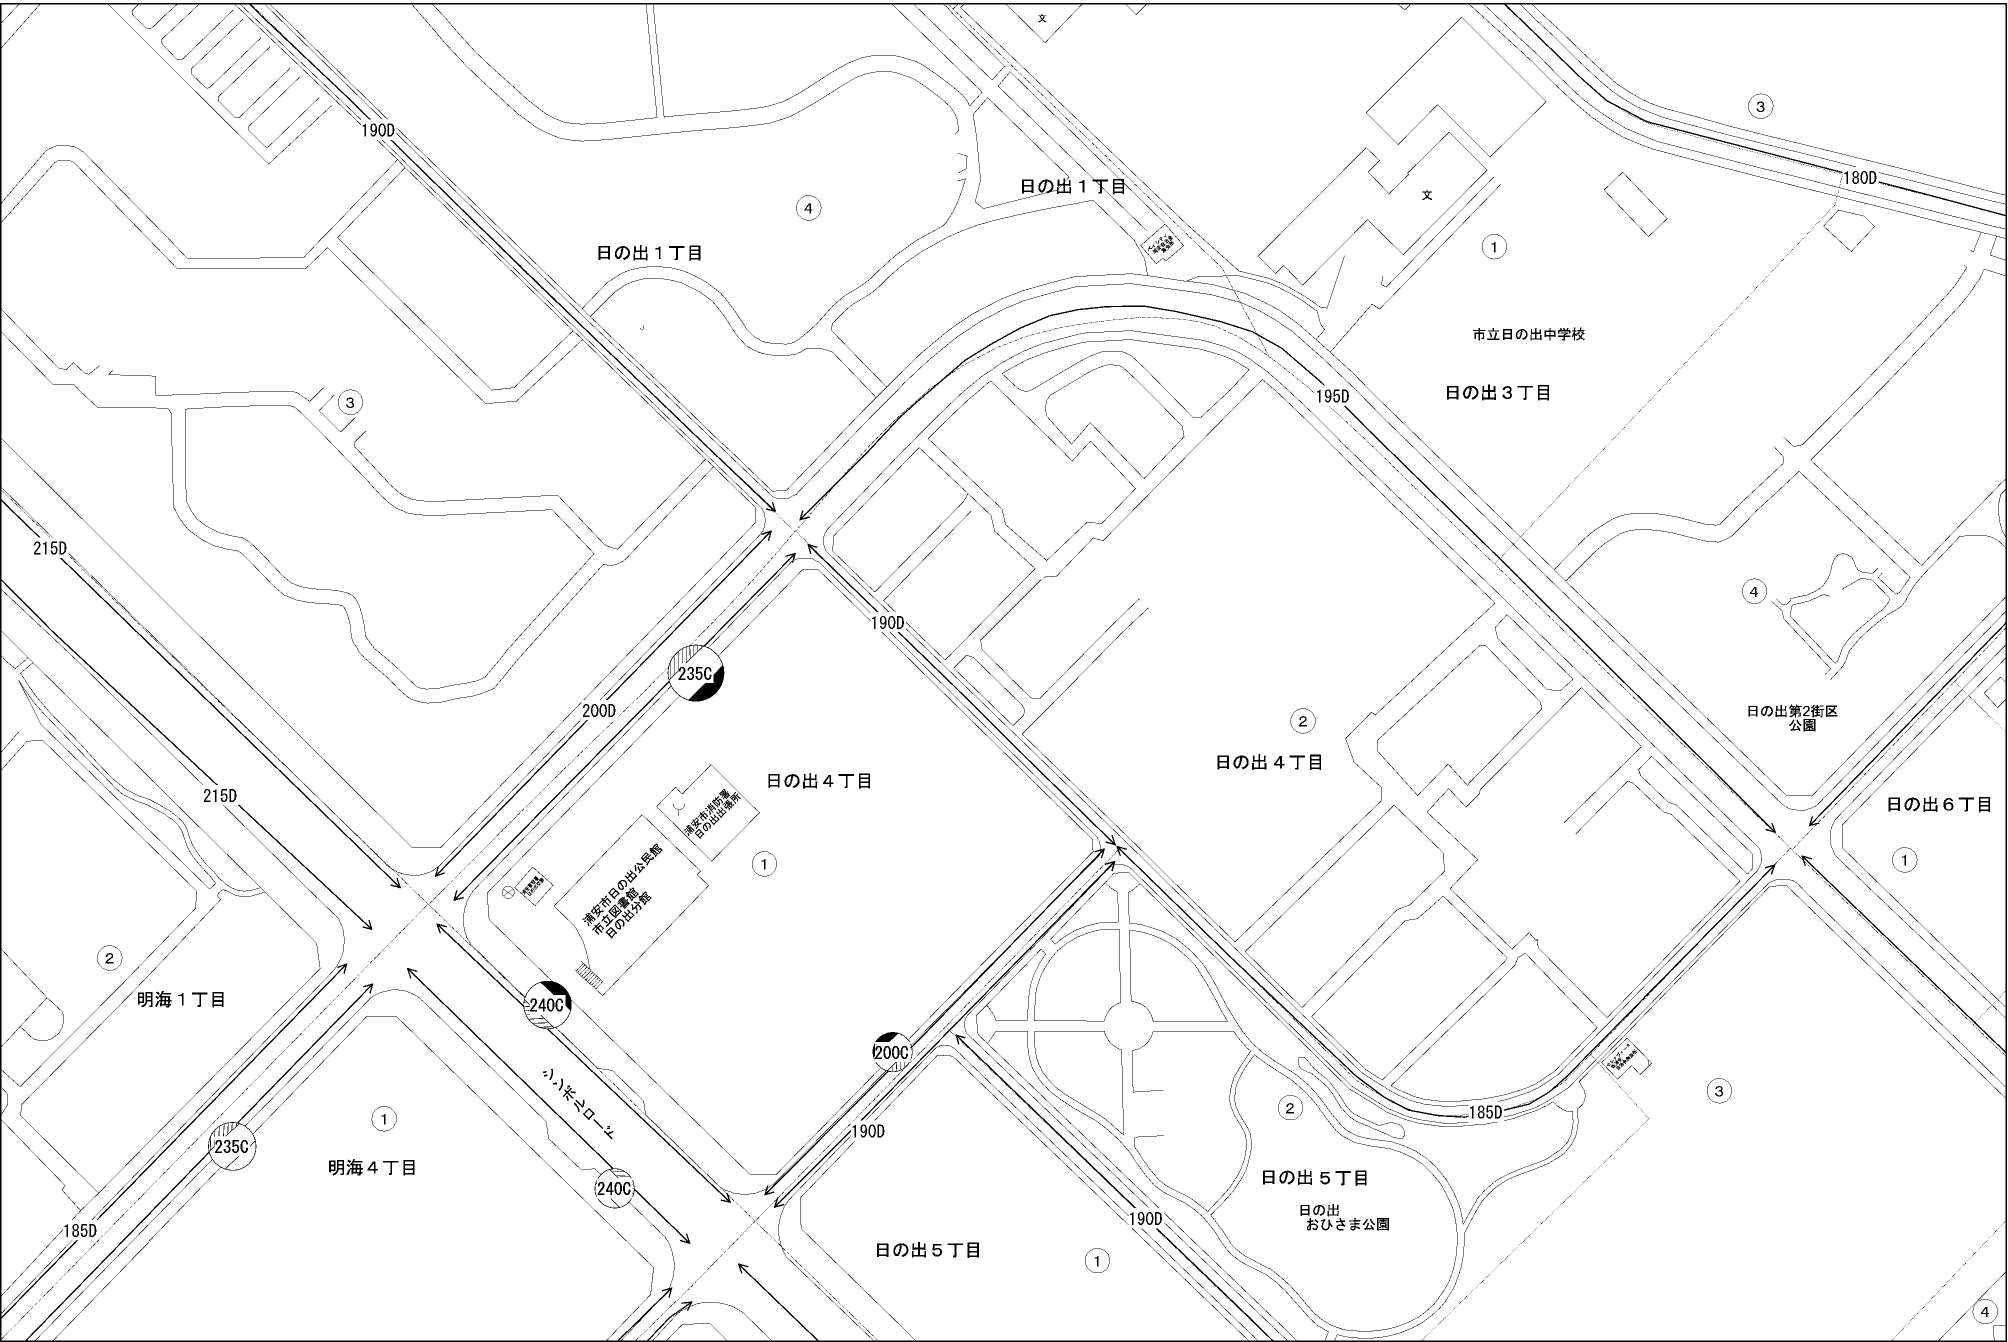 文
190D
3
180D
日の出１丁目
4
文
1
日の出１丁目
市立日の出中学校
日の出３丁目
195D
3
215D
4
190D
235C
200D
日の出第2街区
公園
2
日の出４丁目
日の出４丁目
215D
日の出６丁目
浦安市消防署
日の出出張所
1
1
浦安市日の出公民館
市立図書館
日の出分館
2
明海１丁目
240C
200C
シンボルロード
3
2
185D
1
190D
235C
明海４丁目
日の出５丁目
240C
日の出
おひさま公園
190D
185D
日の出５丁目
1
4